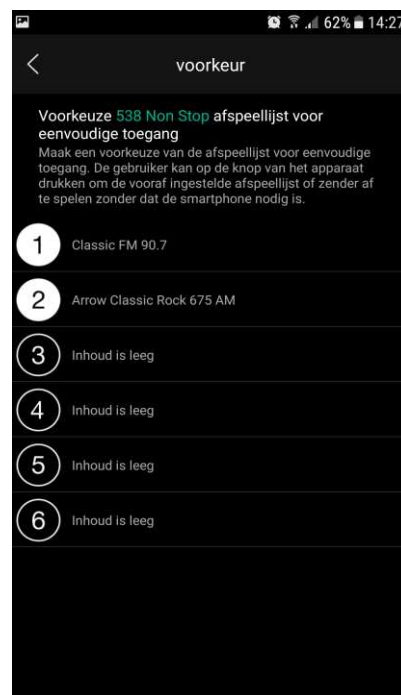 62% 14:27
voorkeur
Voorkeuze 538 Non Stop afspeellijst voor
eenvoudige toegang
Maak een voorkeuze van de afspeellijst voor eenvoudige
toegang. De gebruiker kan op de knop van het apparaat
drukken om de vooraf ingestelde afspeellijst of zender af
te spelen zonder dat de smartphone nodig is.
1 Classic FM 90.7
2 Arrow Classic Rock 675 AM
3 Inhoud is leeg
4 Inhoud is leeg
5 Inhoud is leeg
6 Inhoud is leeg